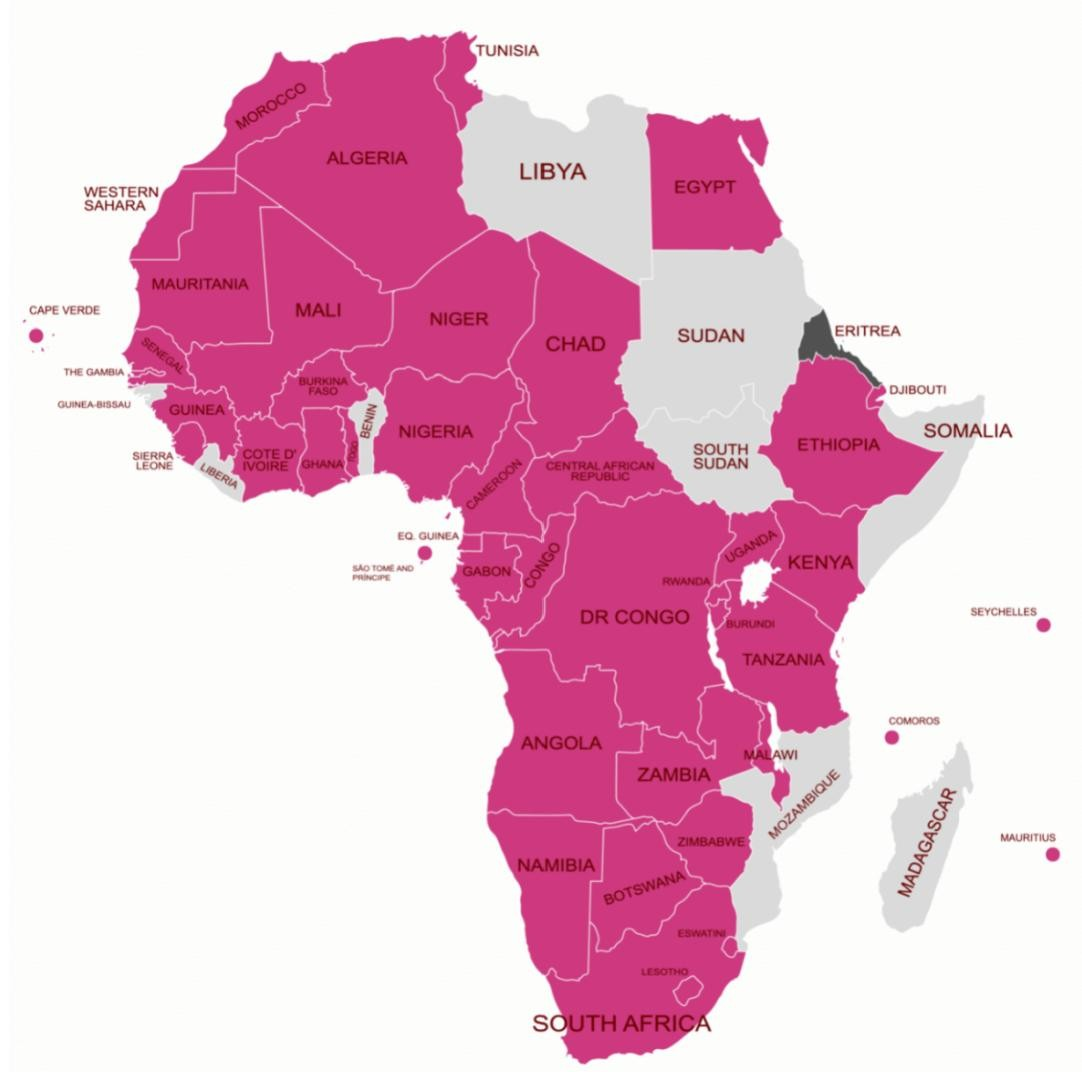 TUNISIA
MOROCCO
ALGERIA
LIBYA
EGYPT
WESTERN
SAHARA
MAURITANIA
MALI
NIGER
CHAD
SUDAN
ERITREA
CAPE VERDE
SENEGAL
THE GAMBIA
GUINEA-BISSAU
GUINEA
BURKINA
FASO
BENIN
NIGERIA
DJIBOUTI
SOMALIA
ETHIOPIA
SOUTH
SUDAN
SIERRA
LEONE
LIBERIA
COTE D'
IVOIRE
GHANA
TOGO
CAMEROON
CENTRAL AFRICAN
REPUBLIC
EQ. GUINEA
SÃO TOMÉ AND
PRÍNCIPE
GABON
CONGO
UGANDA
KENYA
RWANDA
DR CONGO
BURUNDI
TANZANIA
SEYCHELLES
COMOROS
ANGOLA
ZAMBIA
MALAWI
MOZAMBIQUE
MADAGASCAR
MAURITIUS
NAMIBIA
BOTSWANA
ZIMBABWE
ESWATINI
LESOTHO
SOUTH AFRICA